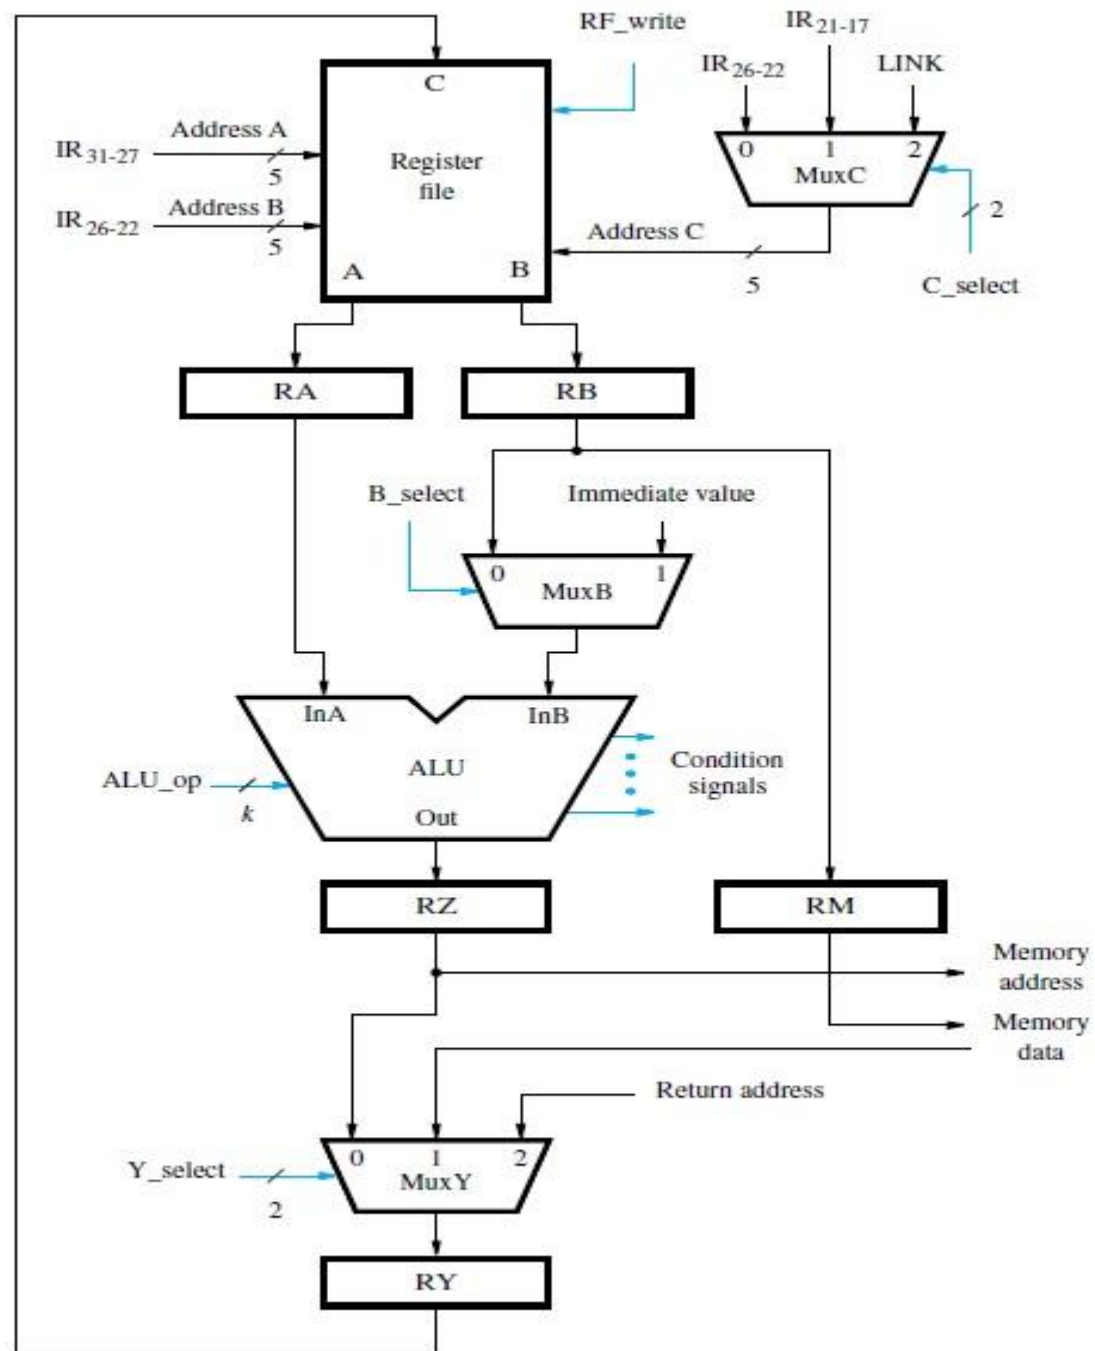 RF_write
IR21-17
IR26-22
LINK
C
Address A
IR31-27
5
Register
file
0 1 2
MuxC
Address B
IR26-22
5
2
Address C
5
A
B
C_select
RA
RB
B_select
Immediate value
0
1
MuxB
InA
InB
ALU_op
k
ALU
Condition
signals
Out
RZ
RM
Memory
address
Memory
data
Return address
Y_select
2
0 1 2
MuxY
RY